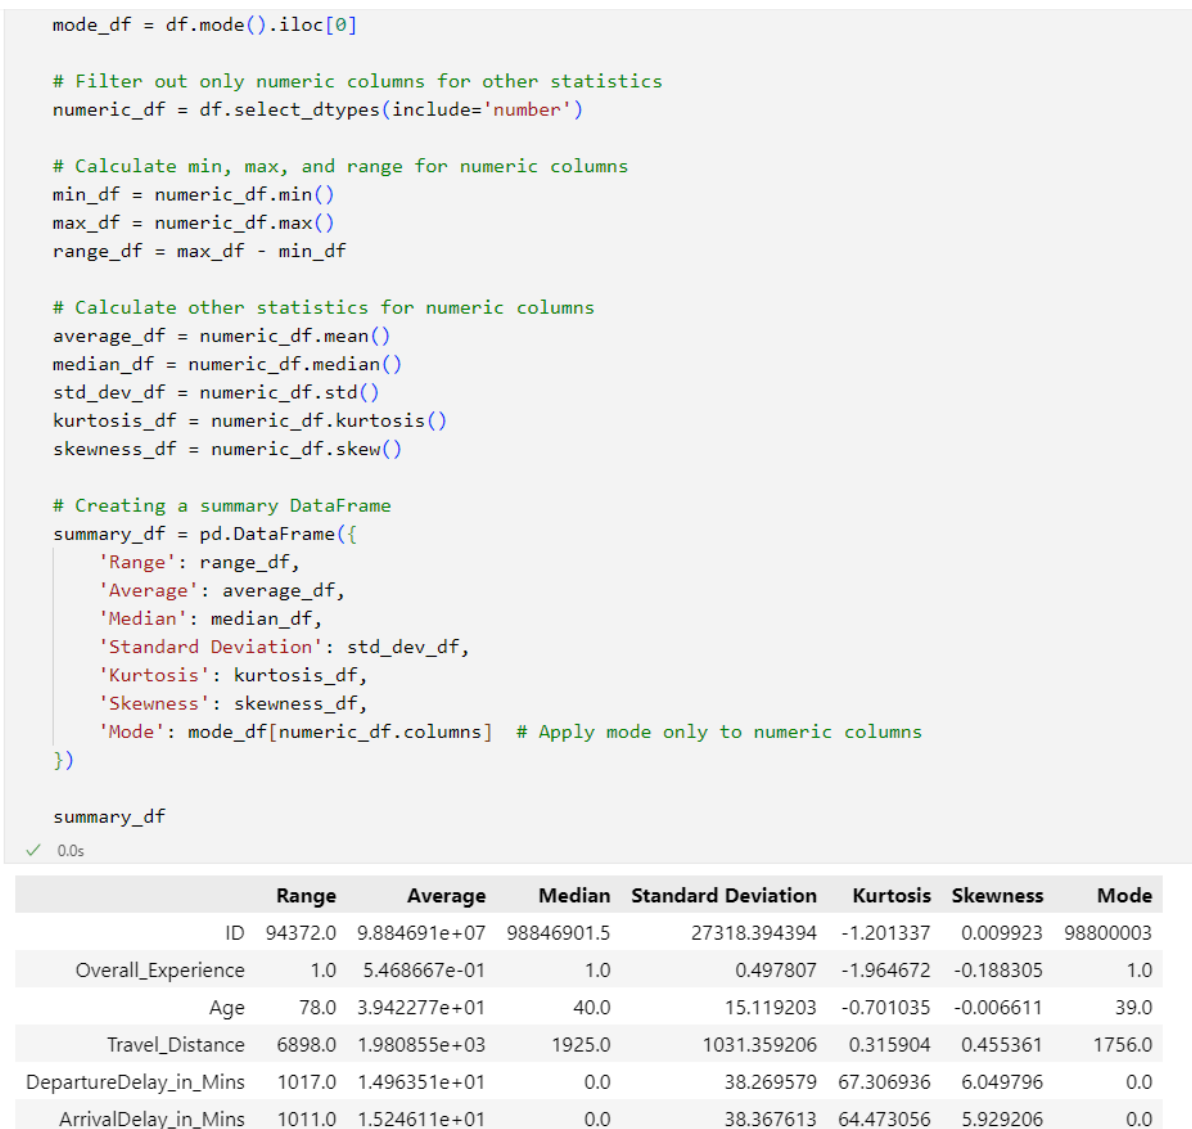 mode_df = df.mode().iloc[0]
# Filter out only numeric columns for other statistics
numeric_df = df.select_dtypes(include='number')
# Calculate min, max, and range for numeric columns
min_df = numeric_df.min()
max_df = numeric_df.max()
range_df = max_df - min_df
# Calculate other statistics for numeric columns
average_df = numeric_df.mean()
median_df = numeric_df.median()
std_dev_df = numeric_df.std()
kurtosis_df = numeric_df.kurtosis()
skewness_df = numeric_df.skew()
# Creating a summary DataFrame
summary_df = pd.DataFrame({
'Range': range_df,
'Average': average_df,
'Median': median_df,
'Standard Deviation': std_dev_df,
'Kurtosis': kurtosis_df,
'Skewness': skewness_df,
'Mode': mode_df[numeric_df.columns]  # Apply mode only to numeric columns
})
summary_df
✓ 0.0s
Range Average Median Standard Deviation Kurtosis Skewness Mode
ID 94372.0 9.884691e+07 98846901.5 27318.394394 -1.201337 0.009923 98800003
Overall_Experience 1.0 5.468667e-01 1.0 0.497807 -1.964672 -0.188305 1.0
Age 78.0 3.942277e+01 40.0 15.119203 -0.701035 -0.006611 39.0
Travel_Distance 6898.0 1.980855e+03 1925.0 1031.359206 0.315904 0.455361 1756.0
DepartureDelay_in_Mins 1017.0 1.496351e+01 0.0 38.269579 67.306936 6.049796 0.0
ArrivalDelay_in_Mins 1011.0 1.524611e+01 0.0 38.367613 64.473056 5.929206 0.0